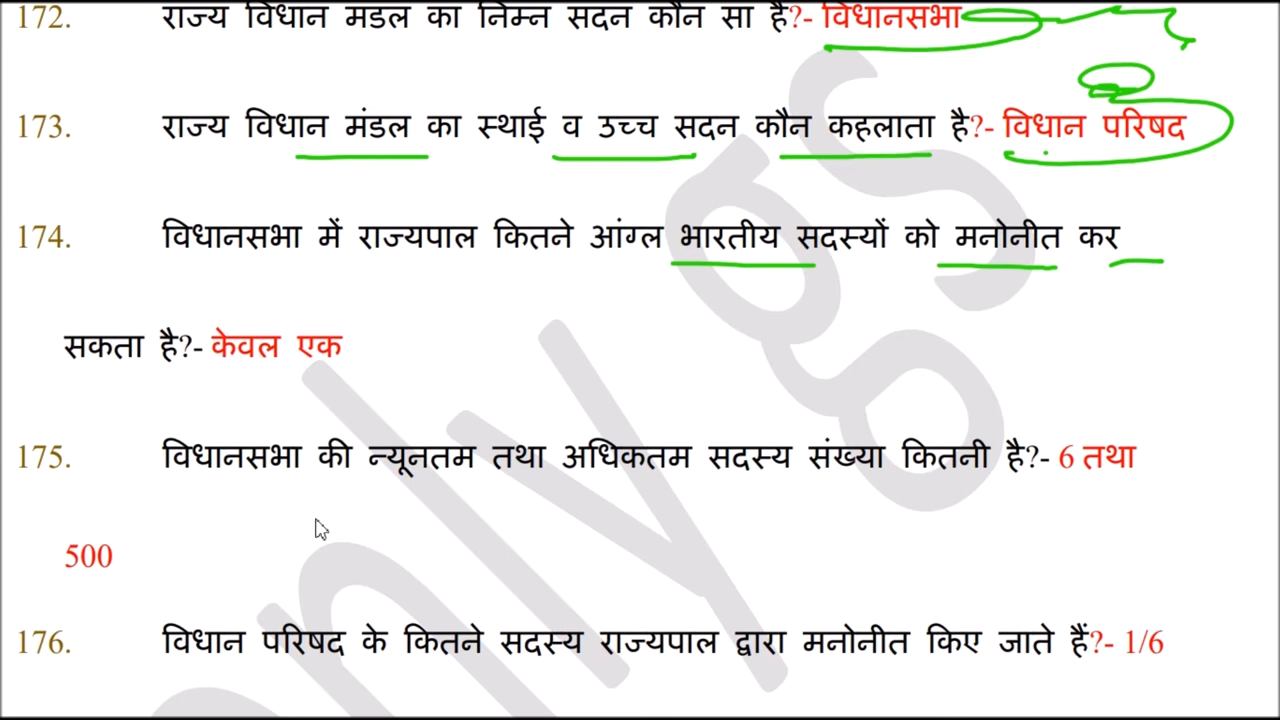 172. राज्य विधान मंडल का निम्न सदन कौन सा है?- विधानसभा
173. राज्य विधान मंडल का स्थाई व उच्च सदन कौन कहलाता है?- विधान परिषद
174. विधानसभा में राज्यपाल कितने आंग्ल भारतीय सदस्यों को मनोनीत कर
सकता है?- केवल एक
175. विधानसभा की न्यूनतम तथा अधिकतम सदस्य संख्या कितनी है?- 6 तथा
500
176. विधान परिषद के कितने सदस्य राज्यपाल द्वारा मनोनीत किए जाते हैं?- 1/6
only gs